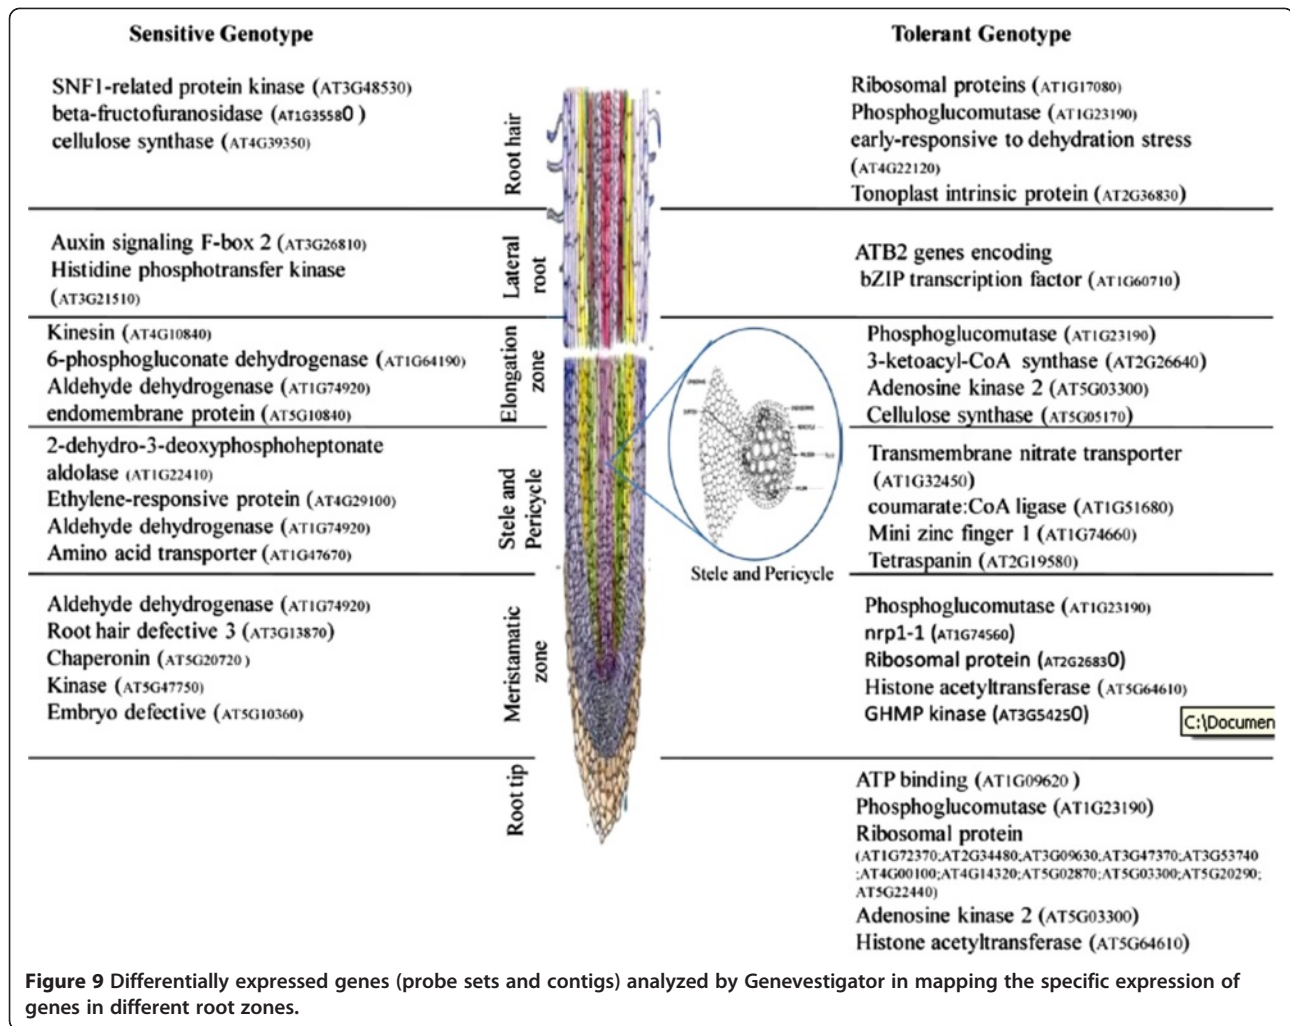 Sensitive Genotype
Tolerant Genotype
SNF1-related protein kinase (AT3G48530)
beta-fructofuranosidase (AT1G35580 )
cellulose synthase (AT4G39350)
Root hair
Ribosomal proteins (AT1G17080)
Phosphoglucomutase (AT1G23190)
early-responsive to dehydration stress
(AT4G22120)
Tonoplast intrinsic protein (AT2G36830)
Auxin signaling F-box 2 (AT3G26810)
Histidine phosphotransfer kinase
(AT3G21510)
Lateral
root
ATB2 genes encoding
bZIP transcription factor (AT1G60710)
Kinesin (AT4G10840)
6-phosphogluconate dehydrogenase (AT1G64190)
Aldehyde dehydrogenase (AT1G74920)
endomembrane protein (AT5G10840)
Elongation
zone
Phosphoglucomutase (AT1G23190)
3-ketoacyl-CoA synthase (AT2G26640)
Adenosine kinase 2 (AT5G03300)
Cellulose synthase (AT5G05170)
2-dehydro-3-deoxyphosphoheptonate
aldolase (AT1G22410)
Ethylene-responsive protein (AT4G29100)
Aldehyde dehydrogenase (AT1G74920)
Amino acid transporter (AT1G47670)
Stele and
Pericycle
Stele and Pericycle
Transmembrane nitrate transporter
(AT1G32450)
coumarate:CoA ligase (AT1G51680)
Mini zinc finger 1 (AT1G74660)
Tetraspanin (AT2G19580)
Aldehyde dehydrogenase (AT1G74920)
Root hair defective 3 (AT3G13870)
Chaperonin (AT5G20720 )
Kinase (AT5G47750)
Embryo defective (AT5G10360)
Meristamatic
zone
Phosphoglucomutase (AT1G23190)
nrp1-1 (AT1G74560)
Ribosomal protein (AT2G26830)
Histone acetyltransferase (AT5G64610)
GHMP kinase (AT3G54250)
C:\Documen
Root tip
ATP binding (AT1G09620 )
Phosphoglucomutase (AT1G23190)
Ribosomal protein
(AT1G72370;AT2G34480;AT3G09630;AT3G47370;AT3G53740
;AT4G00100;AT4G14320;AT5G02870;AT5G03300;AT5G20290;
AT5G22440)
Adenosine kinase 2 (AT5G03300)
Histone acetyltransferase (AT5G64610)
Figure 9 Differentially expressed genes (probe sets and contigs) analyzed by Genevestigator in mapping the specific expression of
genes in different root zones.